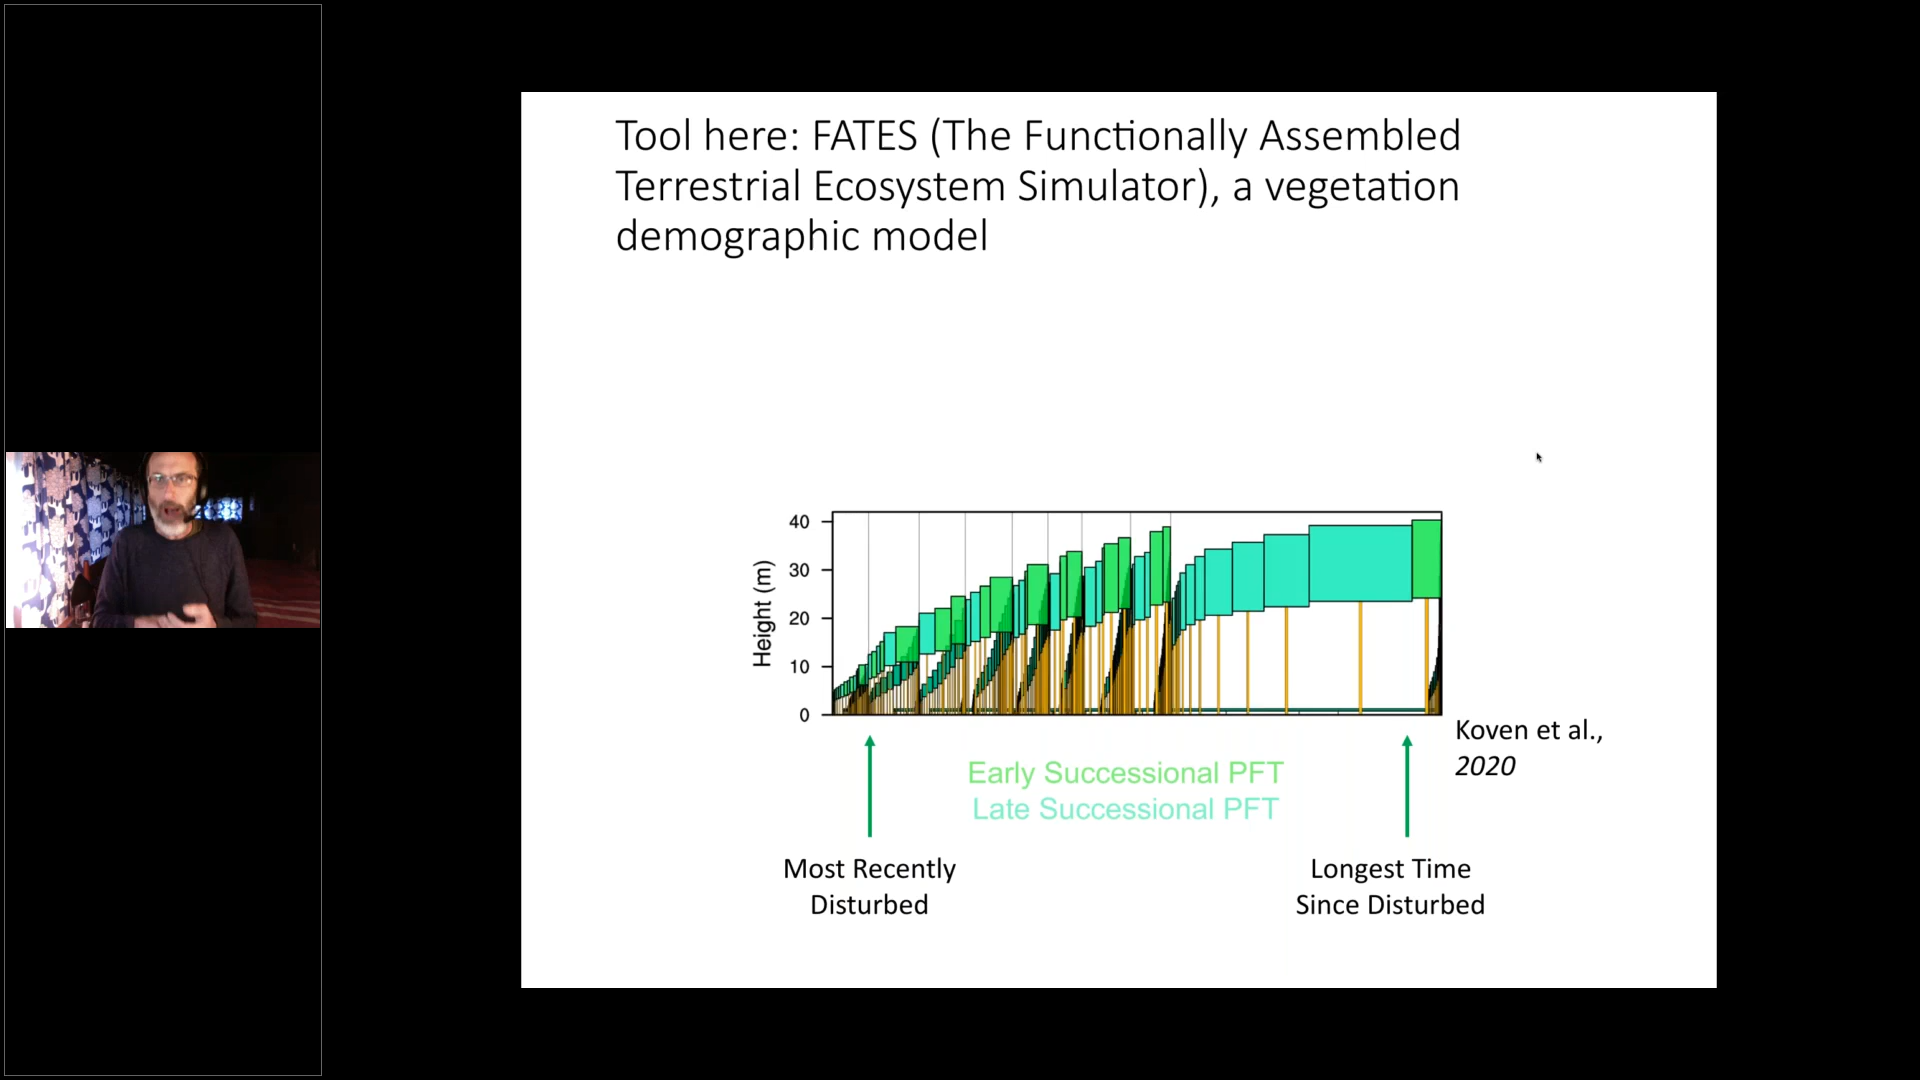 Tool here: FATES (The Functionally Assembled
Terrestrial Ecosystem Simulator), a vegetation
demographic model
40
30
20
10
0
Height (m)
Koven et al.,
2020
Early Successional PFT
Late Successional PFT
Most Recently
Disturbed
Longest Time
Since Disturbed